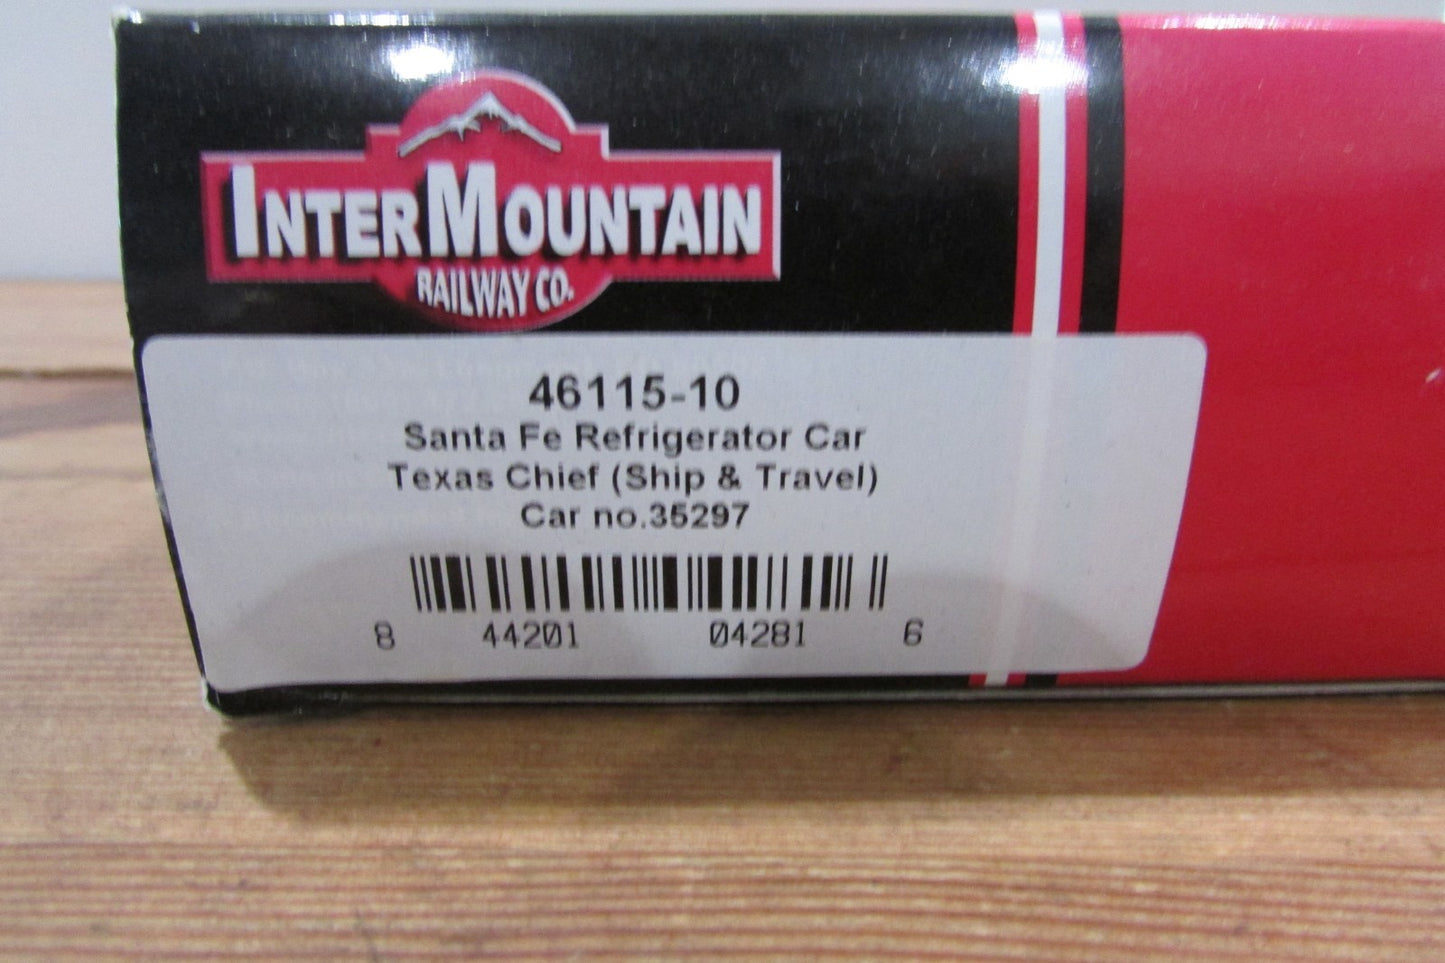 INTERMOUNTAIN
RAILWAY CO.
46115-10
Santa Fe Refrigerator Car
Texas Chief (Ship & Travel)
Car no.35297
8 44201 04281 6